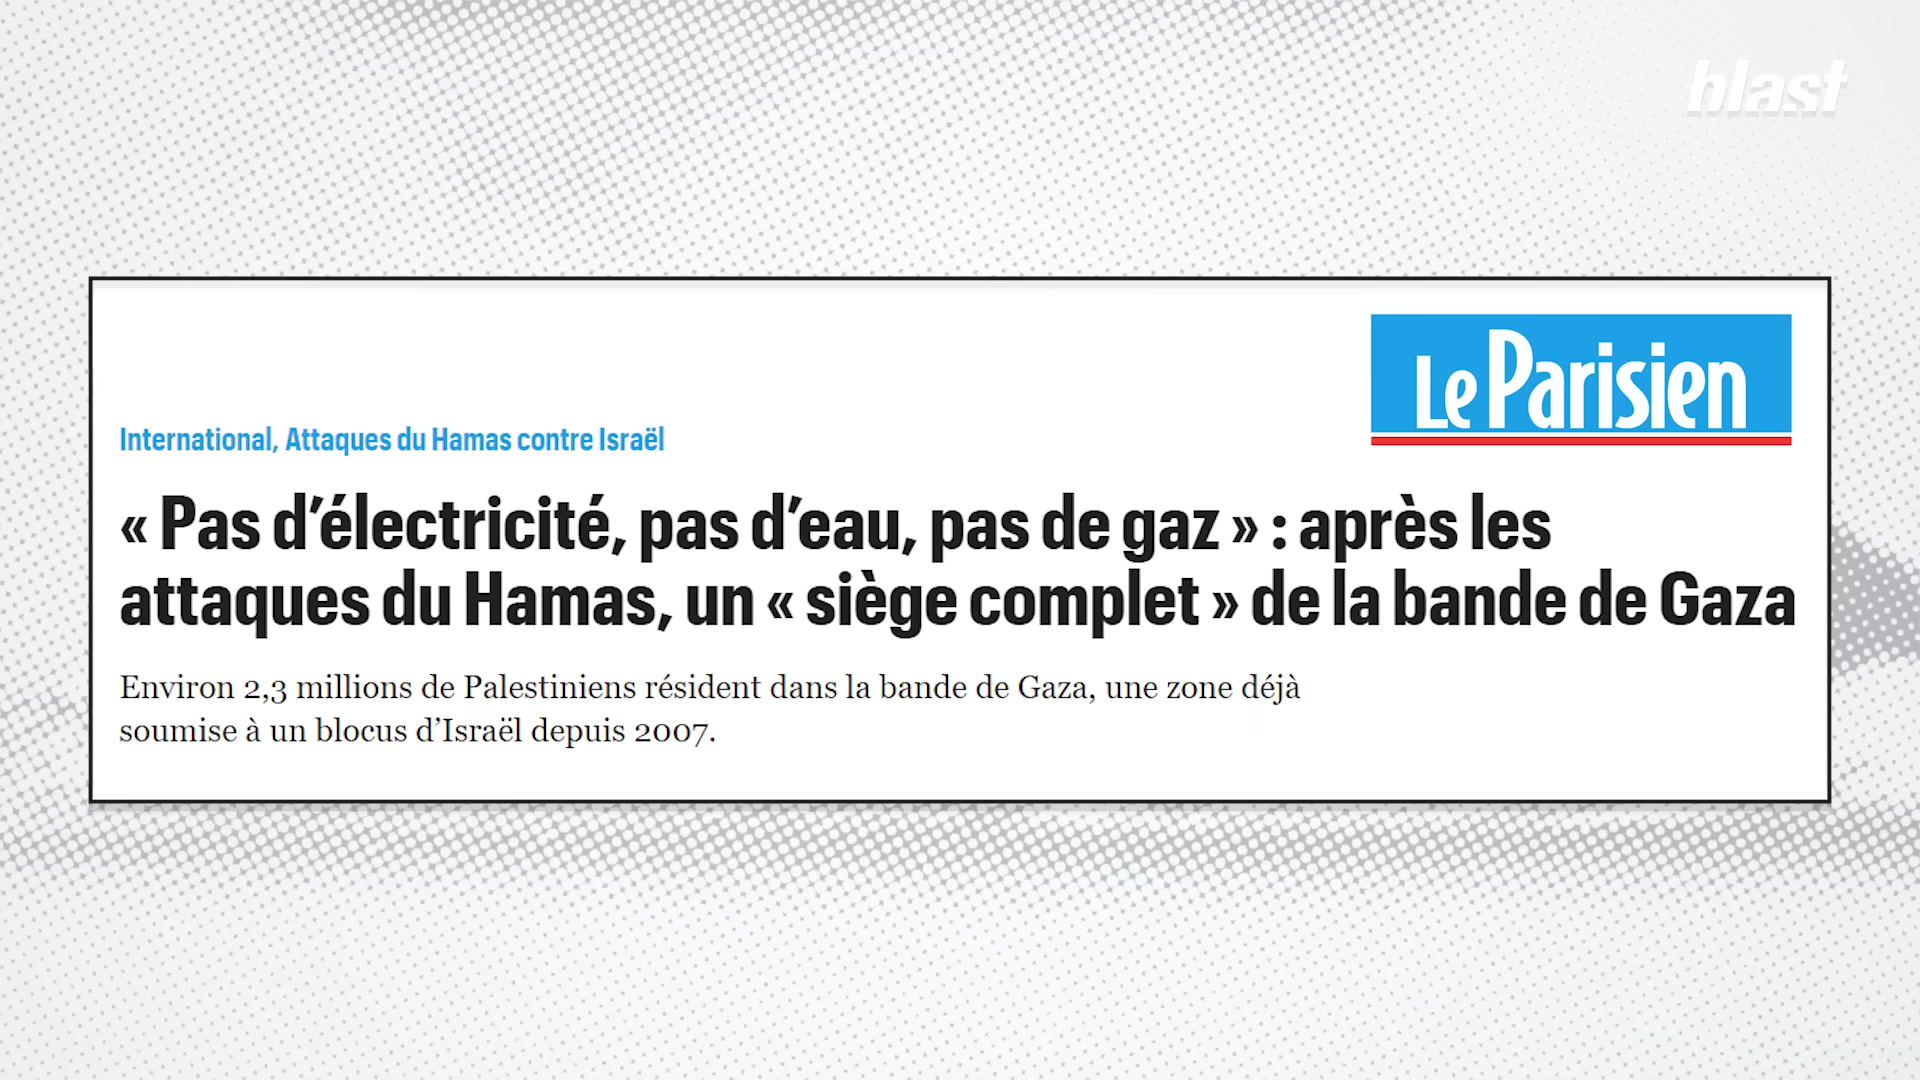 blast
Le Parisien
International, Attaques du Hamas contre Israël
« Pas d’électricité, pas d’eau, pas de gaz » : après les
attaques du Hamas, un « siège complet » de la bande de Gaza
Environ 2,3 millions de Palestiniens résident dans la bande de Gaza, une zone déjà
soumise à un blocus d’Israël depuis 2007.